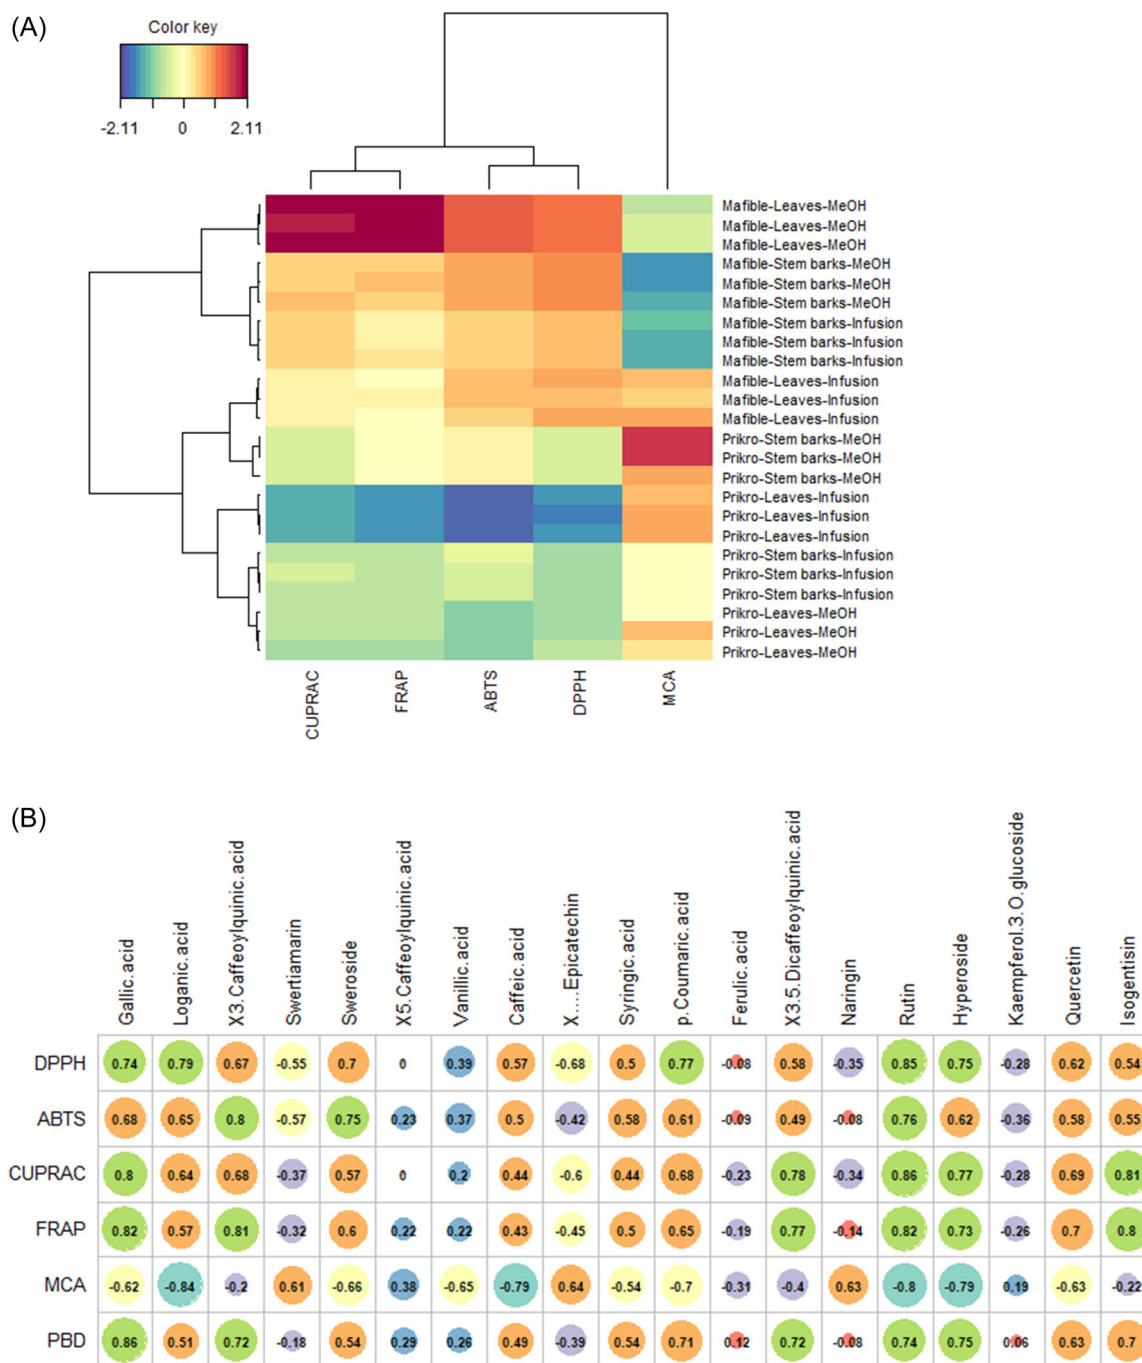 (A)
Color key
-2.11 0 2.11
Mafible-Leaves-MeOH
Mafible-Leaves-MeOH
Mafible-Leaves-MeOH
Mafible-Stem barks-MeOH
Mafible-Stem barks-MeOH
Mafible-Stem barks-MeOH
Mafible-Stem barks-Infusion
Mafible-Stem barks-Infusion
Mafible-Stem barks-Infusion
Mafible-Leaves-Infusion
Mafible-Leaves-Infusion
Mafible-Leaves-Infusion
Prikro-Stem barks-MeOH
Prikro-Stem barks-MeOH
Prikro-Stem barks-MeOH
Prikro-Leaves-Infusion
Prikro-Leaves-Infusion
Prikro-Leaves-Infusion
Prikro-Stem barks-Infusion
Prikro-Stem barks-Infusion
Prikro-Stem barks-Infusion
Prikro-Leaves-MeOH
Prikro-Leaves-MeOH
Prikro-Leaves-MeOH
CUPRAC FRAP ABTS DPPH MCA
(B)
Gallic.acid Loganic.acid X3.Caffeoylquinic.acid Swertiamarin Sweroside X5.Caffeoylquinic.acid Vanillic.acid Caffeic.acid X....Epicatechin Syringic.acid p.Coumaric.acid Ferulic.acid X3.5.Dicaffeoylquinic.acid Naringin Rutin Hyperoside Kaempferol.3.O.glucoside Quercetin Isogentisin
DPPH 0.74 0.79 0.67 -0.55 0.7 0 0.39 0.57 -0.68 0.5 0.77 -0.08 0.58 -0.35 0.85 0.75 -0.28 0.62 0.54
ABTS 0.68 0.65 0.8 -0.57 0.75 0.23 0.37 0.5 -0.42 0.58 0.61 -0.09 0.49 -0.08 0.76 0.62 -0.36 0.58 0.55
CUPRAC 0.8 0.64 0.68 -0.37 0.57 0 0.2 0.44 -0.6 0.44 0.68 -0.23 0.78 -0.34 0.86 0.77 -0.28 0.69 0.81
FRAP 0.82 0.57 0.81 -0.32 0.6 0.22 0.22 0.43 -0.45 0.5 0.65 -0.19 0.77 -0.14 0.82 0.73 -0.26 0.7 0.8
MCA -0.62 -0.84 -0.2 0.61 -0.66 0.38 -0.65 -0.79 0.64 -0.54 -0.7 -0.31 -0.4 0.63 -0.8 -0.79 0.19 -0.63 -0.22
PBD 0.86 0.51 0.72 -0.18 0.54 0.29 0.26 0.49 -0.39 0.54 0.71 0.12 0.72 -0.08 0.74 0.75 0.06 0.63 0.7